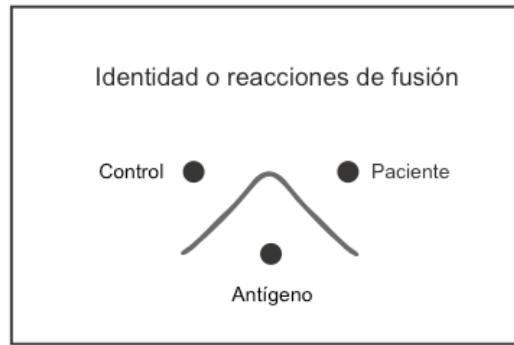 Identidad o reacciones de fusión
Control
Paciente
Antígeno